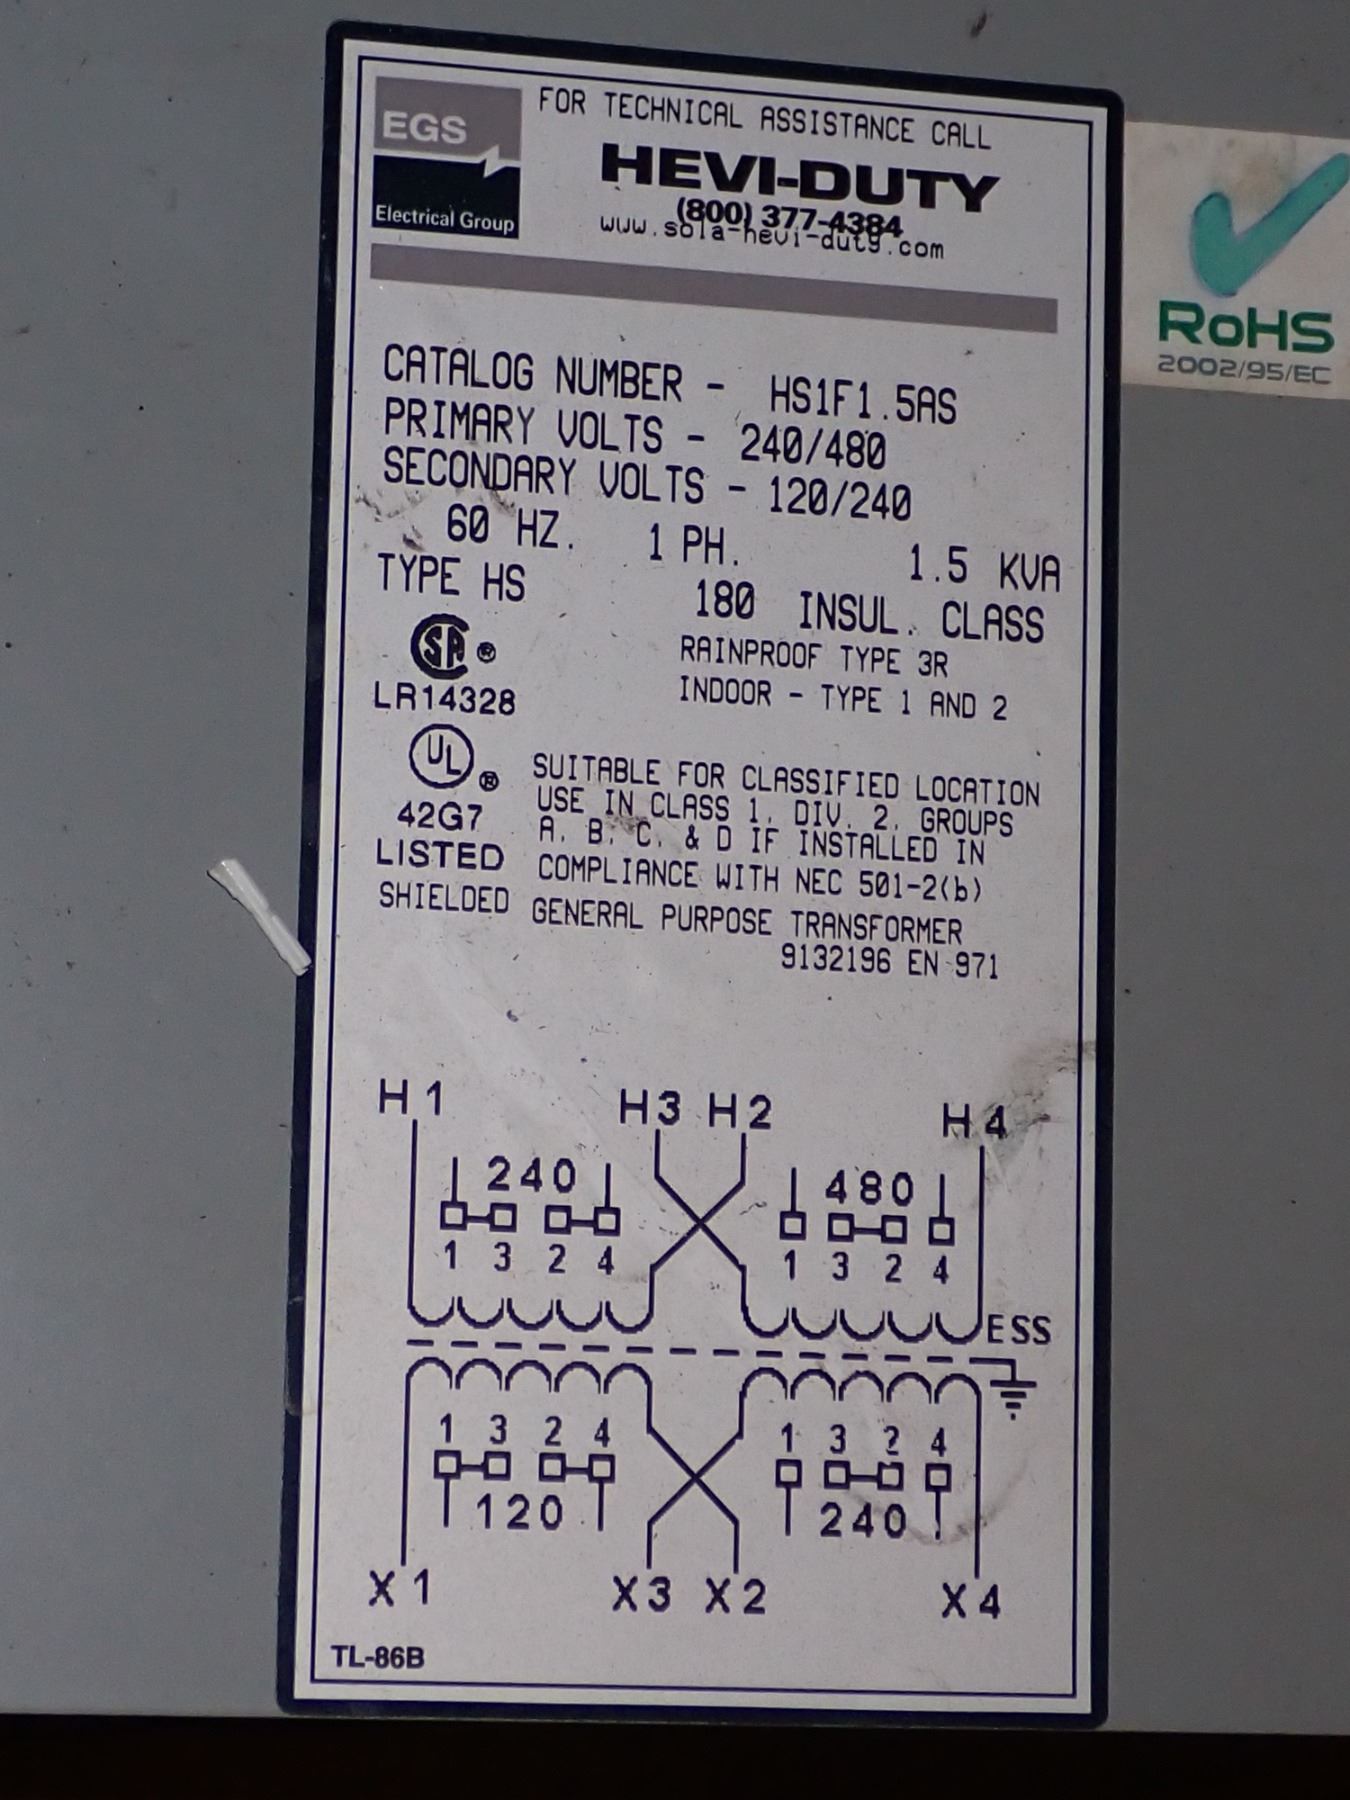 EGS
Electrical Group
FOR TECHNICAL ASSISTANCE CALL
HEVI-DUTY
(800) 377-4384
www.sola-hevi-duty.com
RoHS
2002/95/EC
CATALOG NUMBER - HS1F1.5AS
PRIMARY VOLTS - 240/480
SECONDARY VOLTS - 120/240
60 HZ. 1 PH. 1.5 KVA
TYPE HS 180 INSUL. CLASS
SA ®
LR14328
RAINPROOF TYPE 3R
INDOOR - TYPE 1 AND 2
UL ®
42G7
LISTED
SUITABLE FOR CLASSIFIED LOCATION
USE IN CLASS 1, DIV. 2, GROUPS
A, B, C, & D IF INSTALLED IN
COMPLIANCE WITH NEC 501-2(b)
SHIELDED GENERAL PURPOSE TRANSFORMER
9132196 EN 971
H1 H3 H2 H4
240 480
1 3 2 4 1 3 2 4
ESS
1 3 2 4 1 3 2 4
120 240
X1 X3 X2 X4
TL-86B